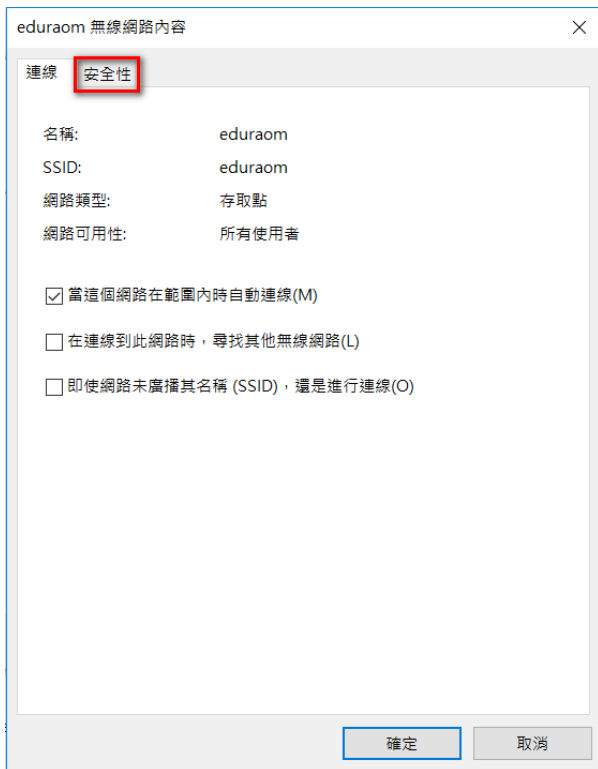 eduraom 無線網路內容
連線 安全性
名稱: eduraom
SSID: eduraom
網路類型: 存取點
網路可用性: 所有使用者
當這個網路在範圍內時自動連線(M)
在連線到此網路時，尋找其他無線網路(L)
即使網路未廣播其名稱 (SSID)，還是進行連線(O)
確定 取消